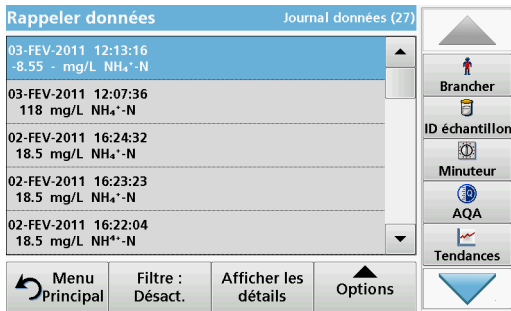 Rappeler données
Journal données (27)
03-FEV-2011 12:13:16
-8.55 - mg/L NH₄⁺-N
03-FEV-2011 12:07:36
118 mg/L NH₄⁺-N
02-FEV-2011 16:24:32
18.5 mg/L NH₄⁺-N
02-FEV-2011 16:23:23
18.5 mg/L NH₄⁺-N
02-FEV-2011 16:22:04
18.5 mg/L NH⁴⁺-N
Brancher
ID échantillon
Minuteur
AQA
Tendances
Menu
Principal
Filtre :
Désact.
Afficher les
détails
Options